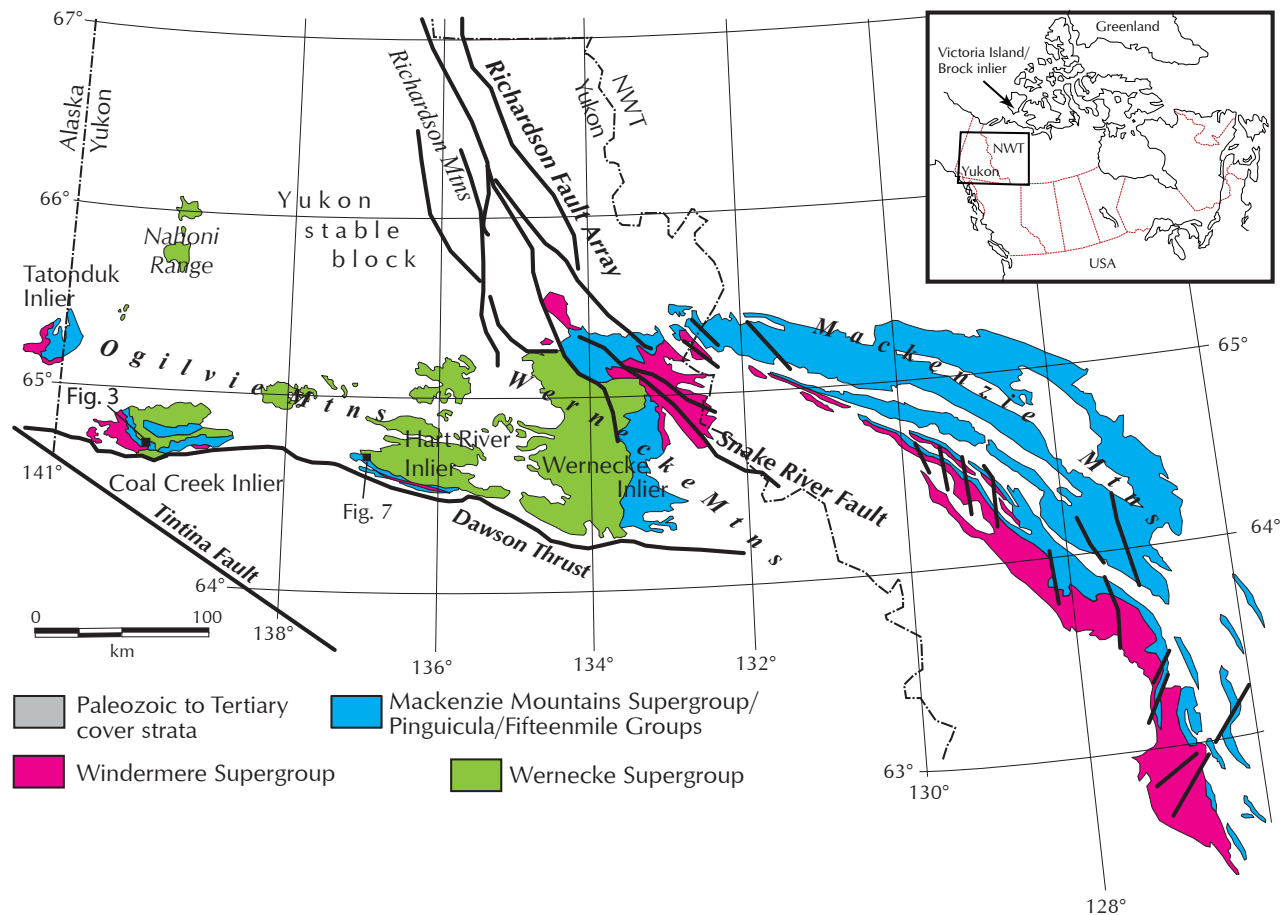 67°
Alaska
Yukon
66°
Nahoni
Range
Tatonduk
Inlier
Yukon
stable
block
Richardson Mtns
Richardson Fault Array
Yukon
NWT
Victoria Island/
Brock inlier
Greenland
NWT
Yukon
USA
Ogilvie Mtns
65°
Fig. 3
141°
Coal Creek Inlier
Hart River
Inlier
Fig. 7
Wernecke Mtns
Wernecke
Inlier
Snake River Fault
Dawson Thrust
Tintina Fault
Mackenzie Mtns
65°
64°
64°
138°
136°
134°
132°
63°
130°
128°
0 100
km
Paleozoic to Tertiary
cover strata
Mackenzie Mountains Supergroup/
Pinguicula/Fifteenmile Groups
Windermere Supergroup
Wernecke Supergroup